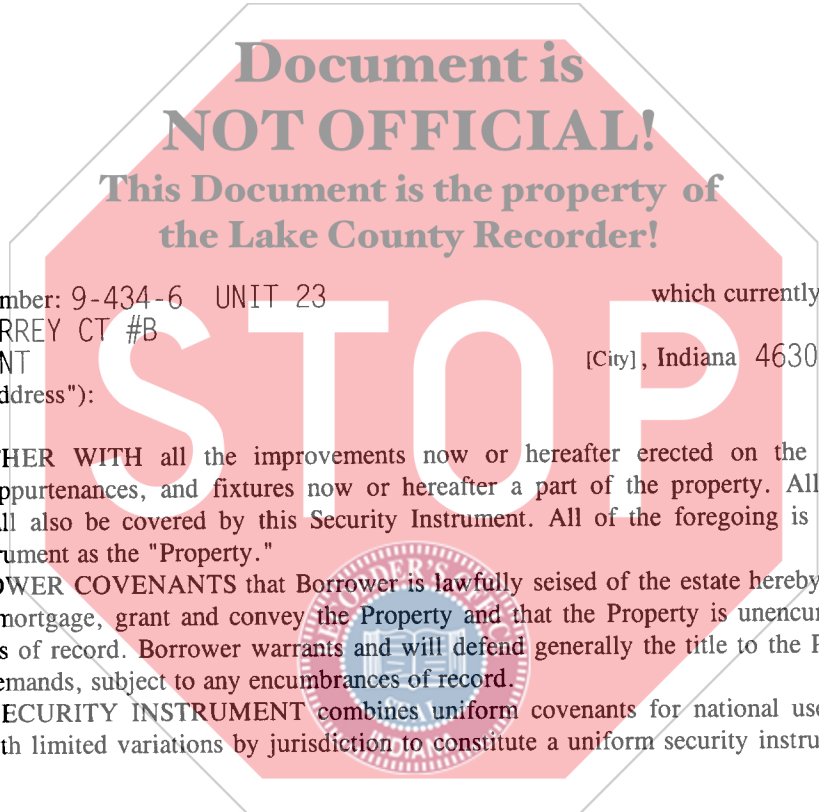 Document is
NOT OFFICIAL!
This Document is the property of
the Lake County Recorder!
mber: 9-434-6 UNIT 23 which currently
RREY CT #B
NT [City], Indiana 4630
ddress"):
STOP
HER WITH all the improvements now or hereafter erected on the
ppurtenances, and fixtures now or hereafter a part of the property. All
ll also be covered by this Security Instrument. All of the foregoing is
rument as the "Property."
OWER COVENANTS that Borrower is lawfully seised of the estate hereby
mortgage, grant and convey the Property and that the Property is unencu
s of record. Borrower warrants and will defend generally the title to the P
emands, subject to any encumbrances of record.
ECURITY INSTRUMENT combines uniform covenants for national use
th limited variations by jurisdiction to constitute a uniform security instru
SEAL
INDIANA